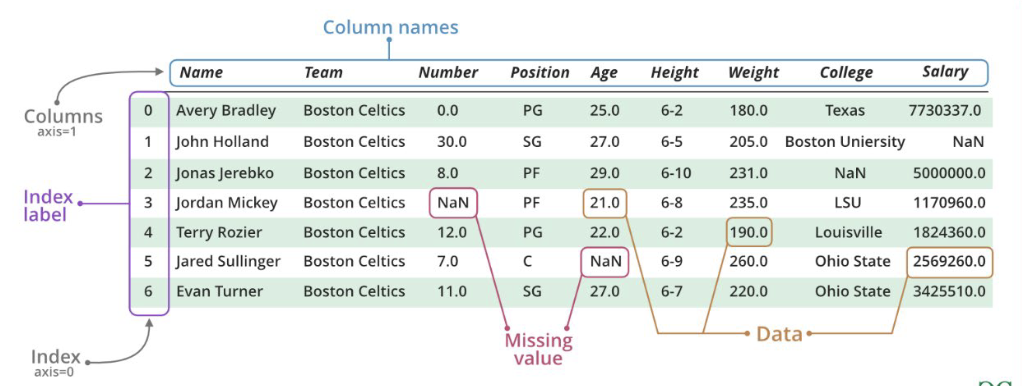 Column names
Name Team Number Position Age Height Weight College Salary
Columns
axis=1
0 Avery Bradley Boston Celtics 0.0 PG 25.0 6-2 180.0 Texas 7730337.0
1 John Holland Boston Celtics 30.0 SG 27.0 6-5 205.0 Boston Uniersity NaN
2 Jonas Jerebko Boston Celtics 8.0 PF 29.0 6-10 231.0 NaN 5000000.0
Index
label
3 Jordan Mickey Boston Celtics NaN PF 21.0 6-8 235.0 LSU 1170960.0
4 Terry Rozier Boston Celtics 12.0 PG 22.0 6-2 190.0 Louisville 1824360.0
5 Jared Sullinger Boston Celtics 7.0 C NaN 6-9 260.0 Ohio State 2569260.0
6 Evan Turner Boston Celtics 11.0 SG 27.0 6-7 220.0 Ohio State 3425510.0
Missing
value
Data
Index
axis=0